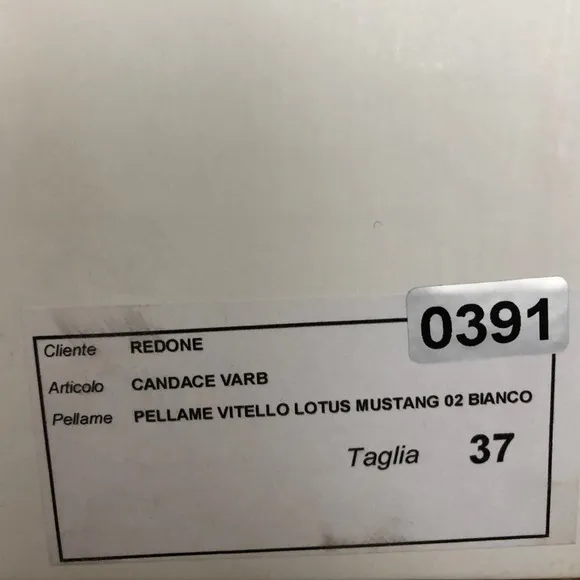 0391
Cliente REDONE
Articolo CANDACE VARB
Pellame PELLAME VITELLO LOTUS MUSTANG 02 BIANCO
Taglia 37